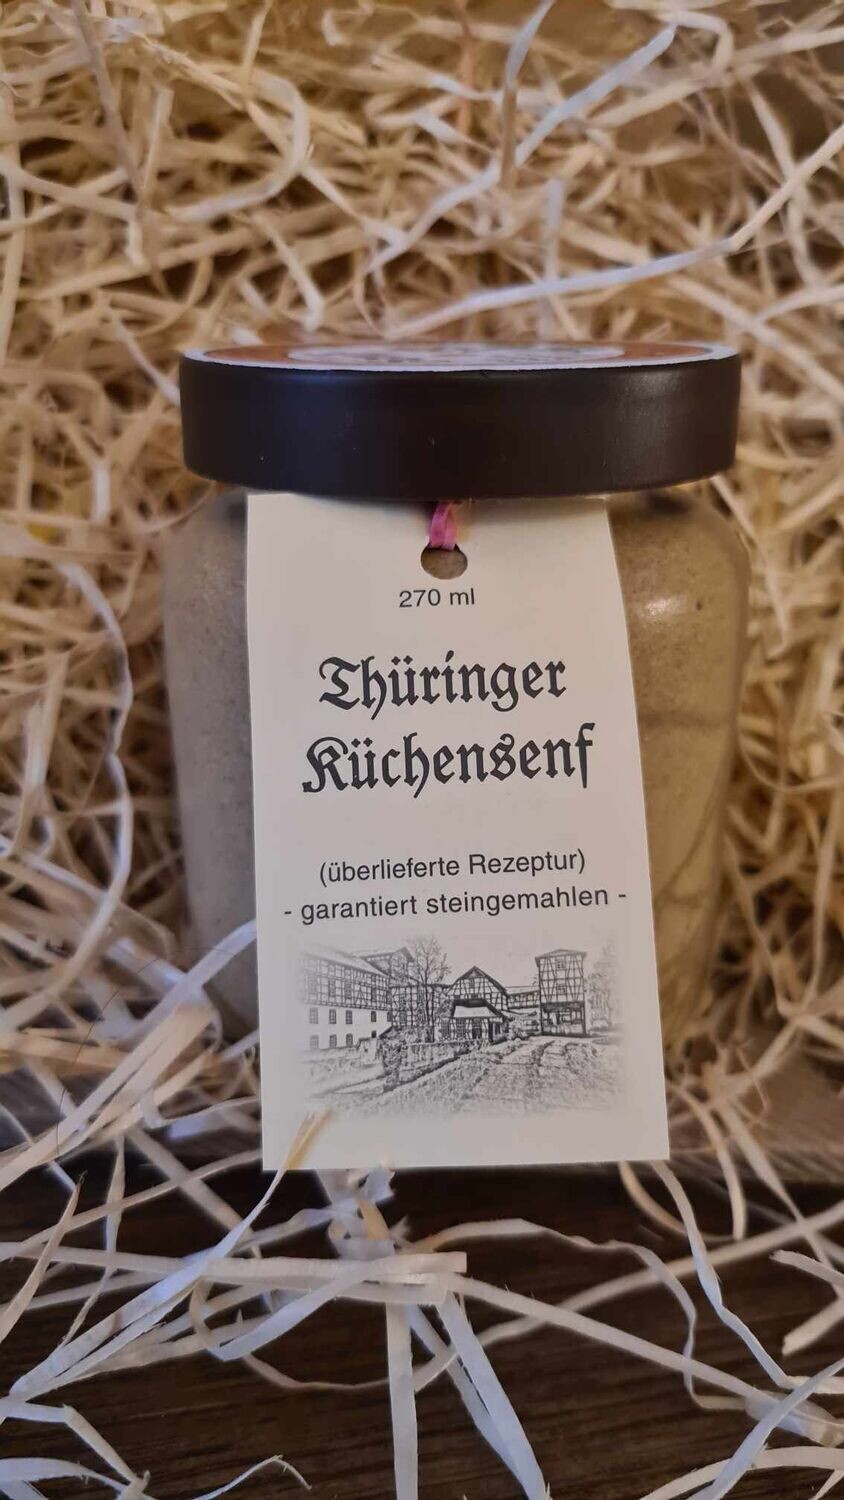 270 ml
Thüringer
Küchensenf
(überlieferte Rezeptur)
- garantiert steingemahlen -